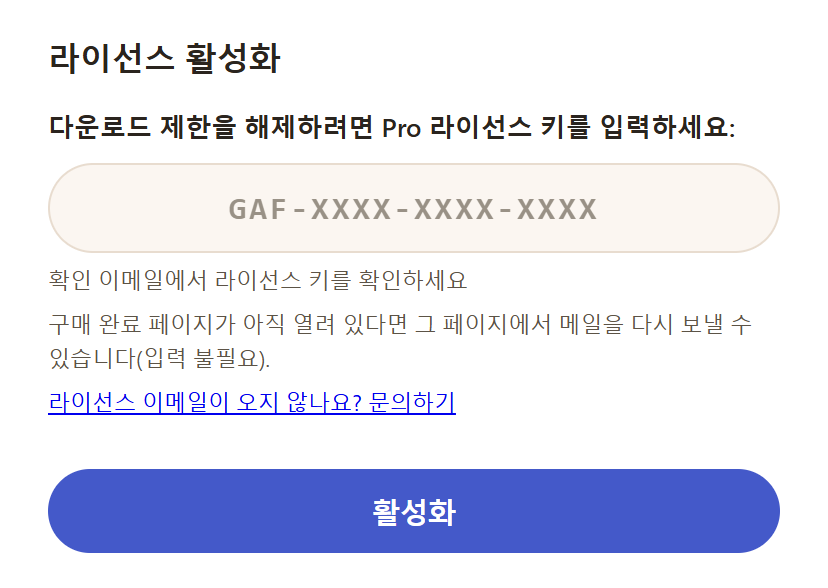 라이선스 활성화
다운로드 제한을 해제하려면 Pro 라이선스 키를 입력하세요:
GAF-XXXX-XXXX-XXXX
확인 이메일에서 라이선스 키를 확인하세요
구매 완료 페이지가 아직 열려 있다면 그 페이지에서 메일을 다시 보낼 수
있습니다(입력 불필요).
라이선스 이메일이 오지 않나요? 문의하기
활성화